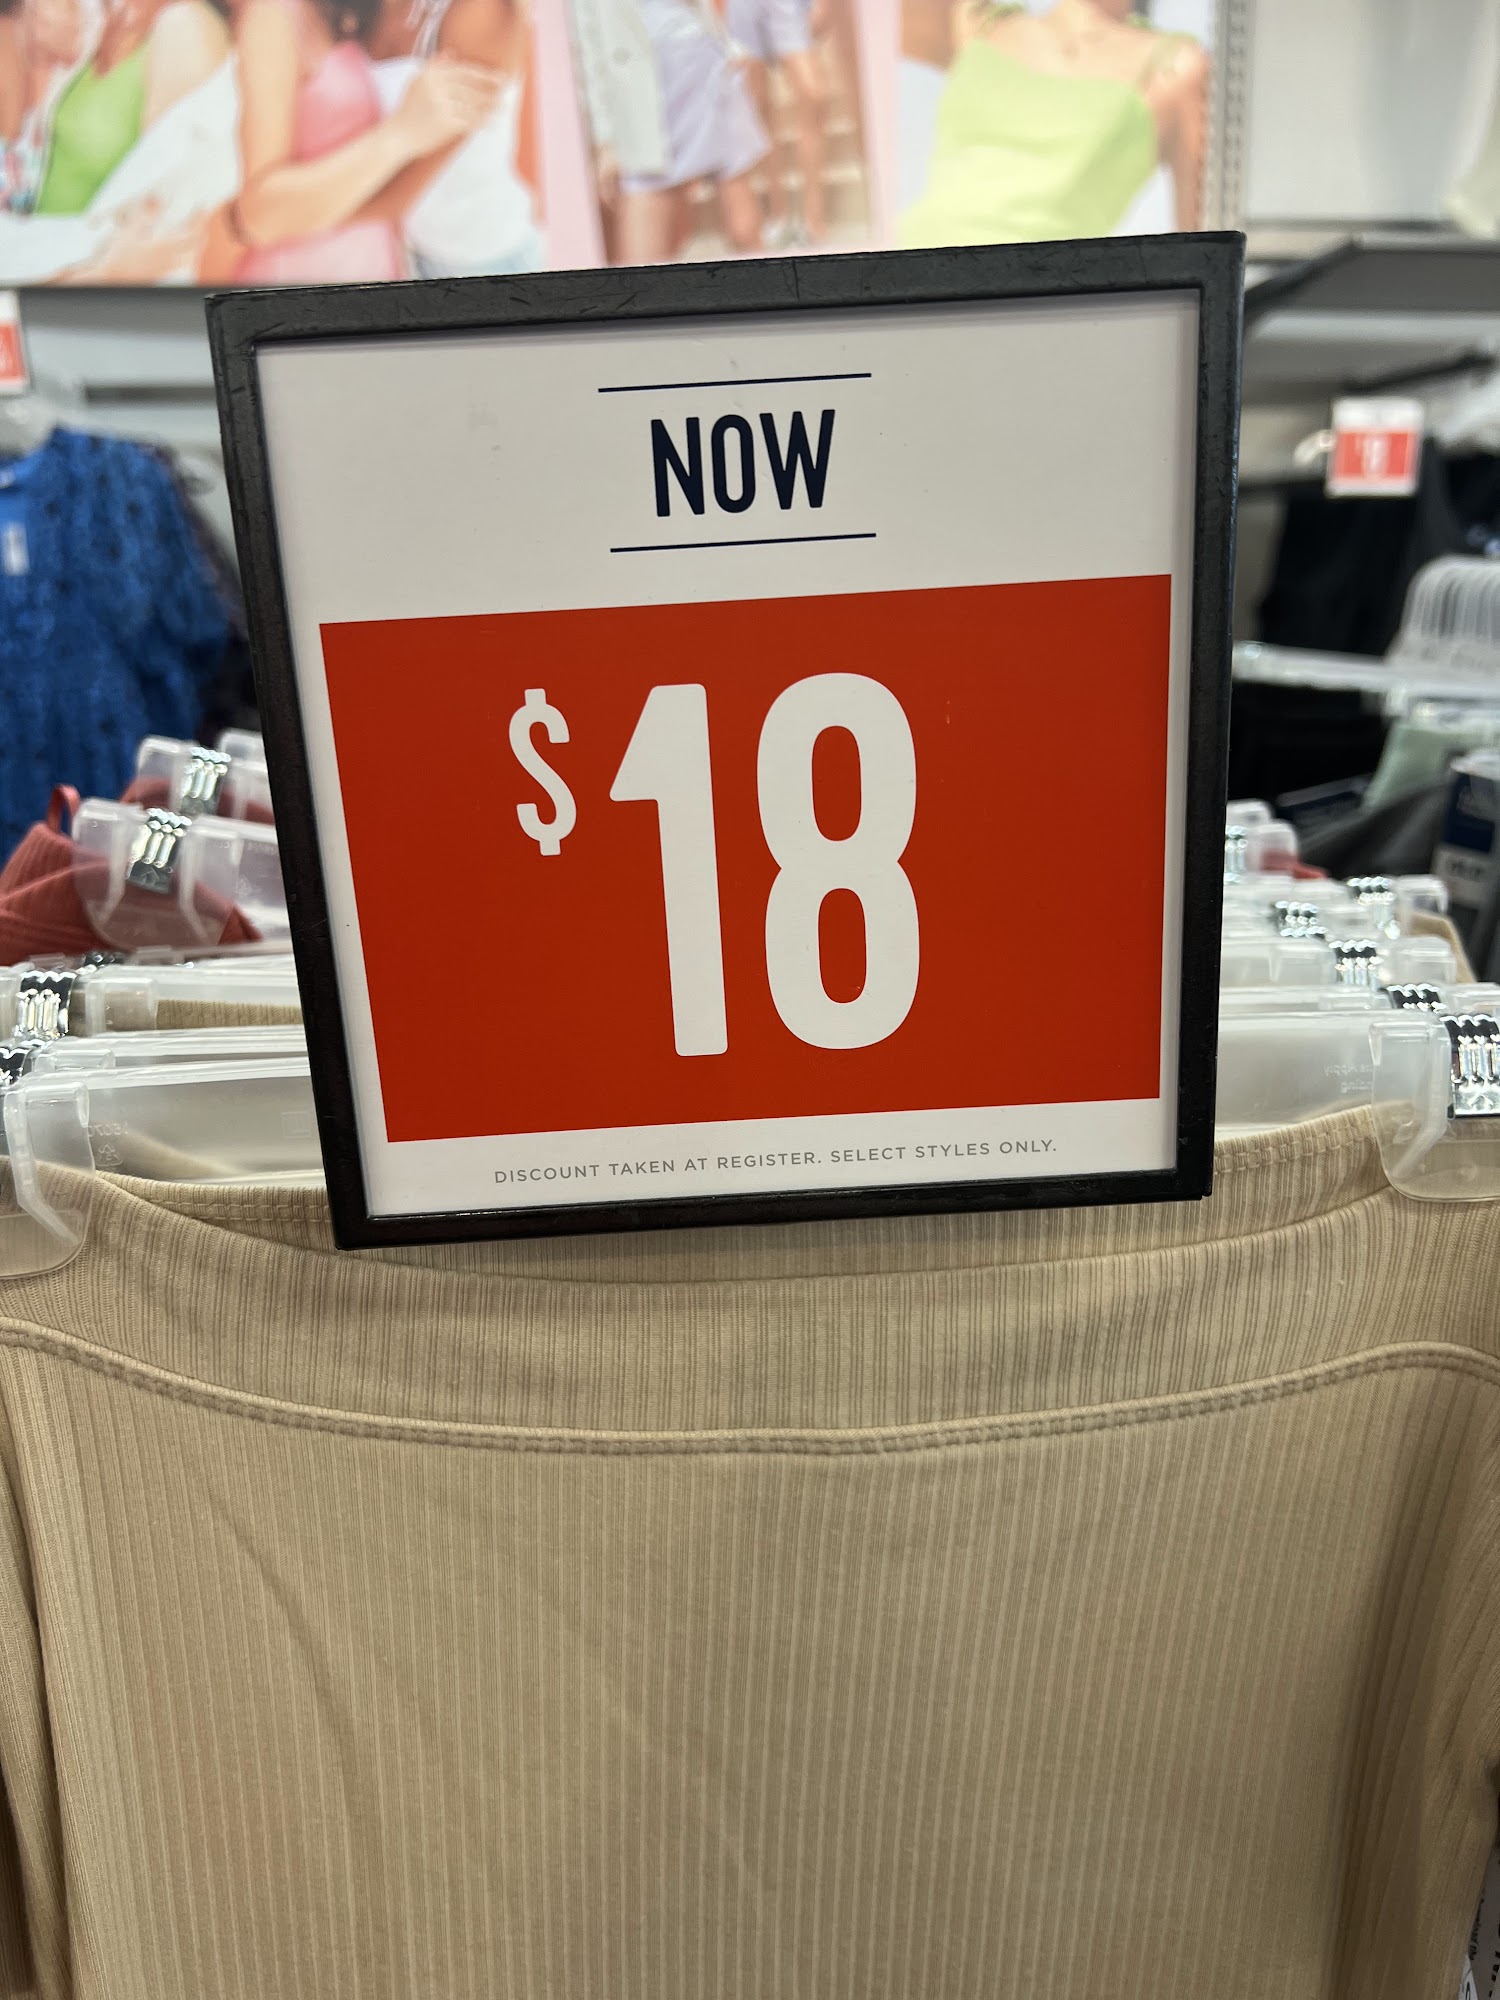 NOW
$18
DISCOUNT TAKEN AT REGISTER. SELECT STYLES ONLY.